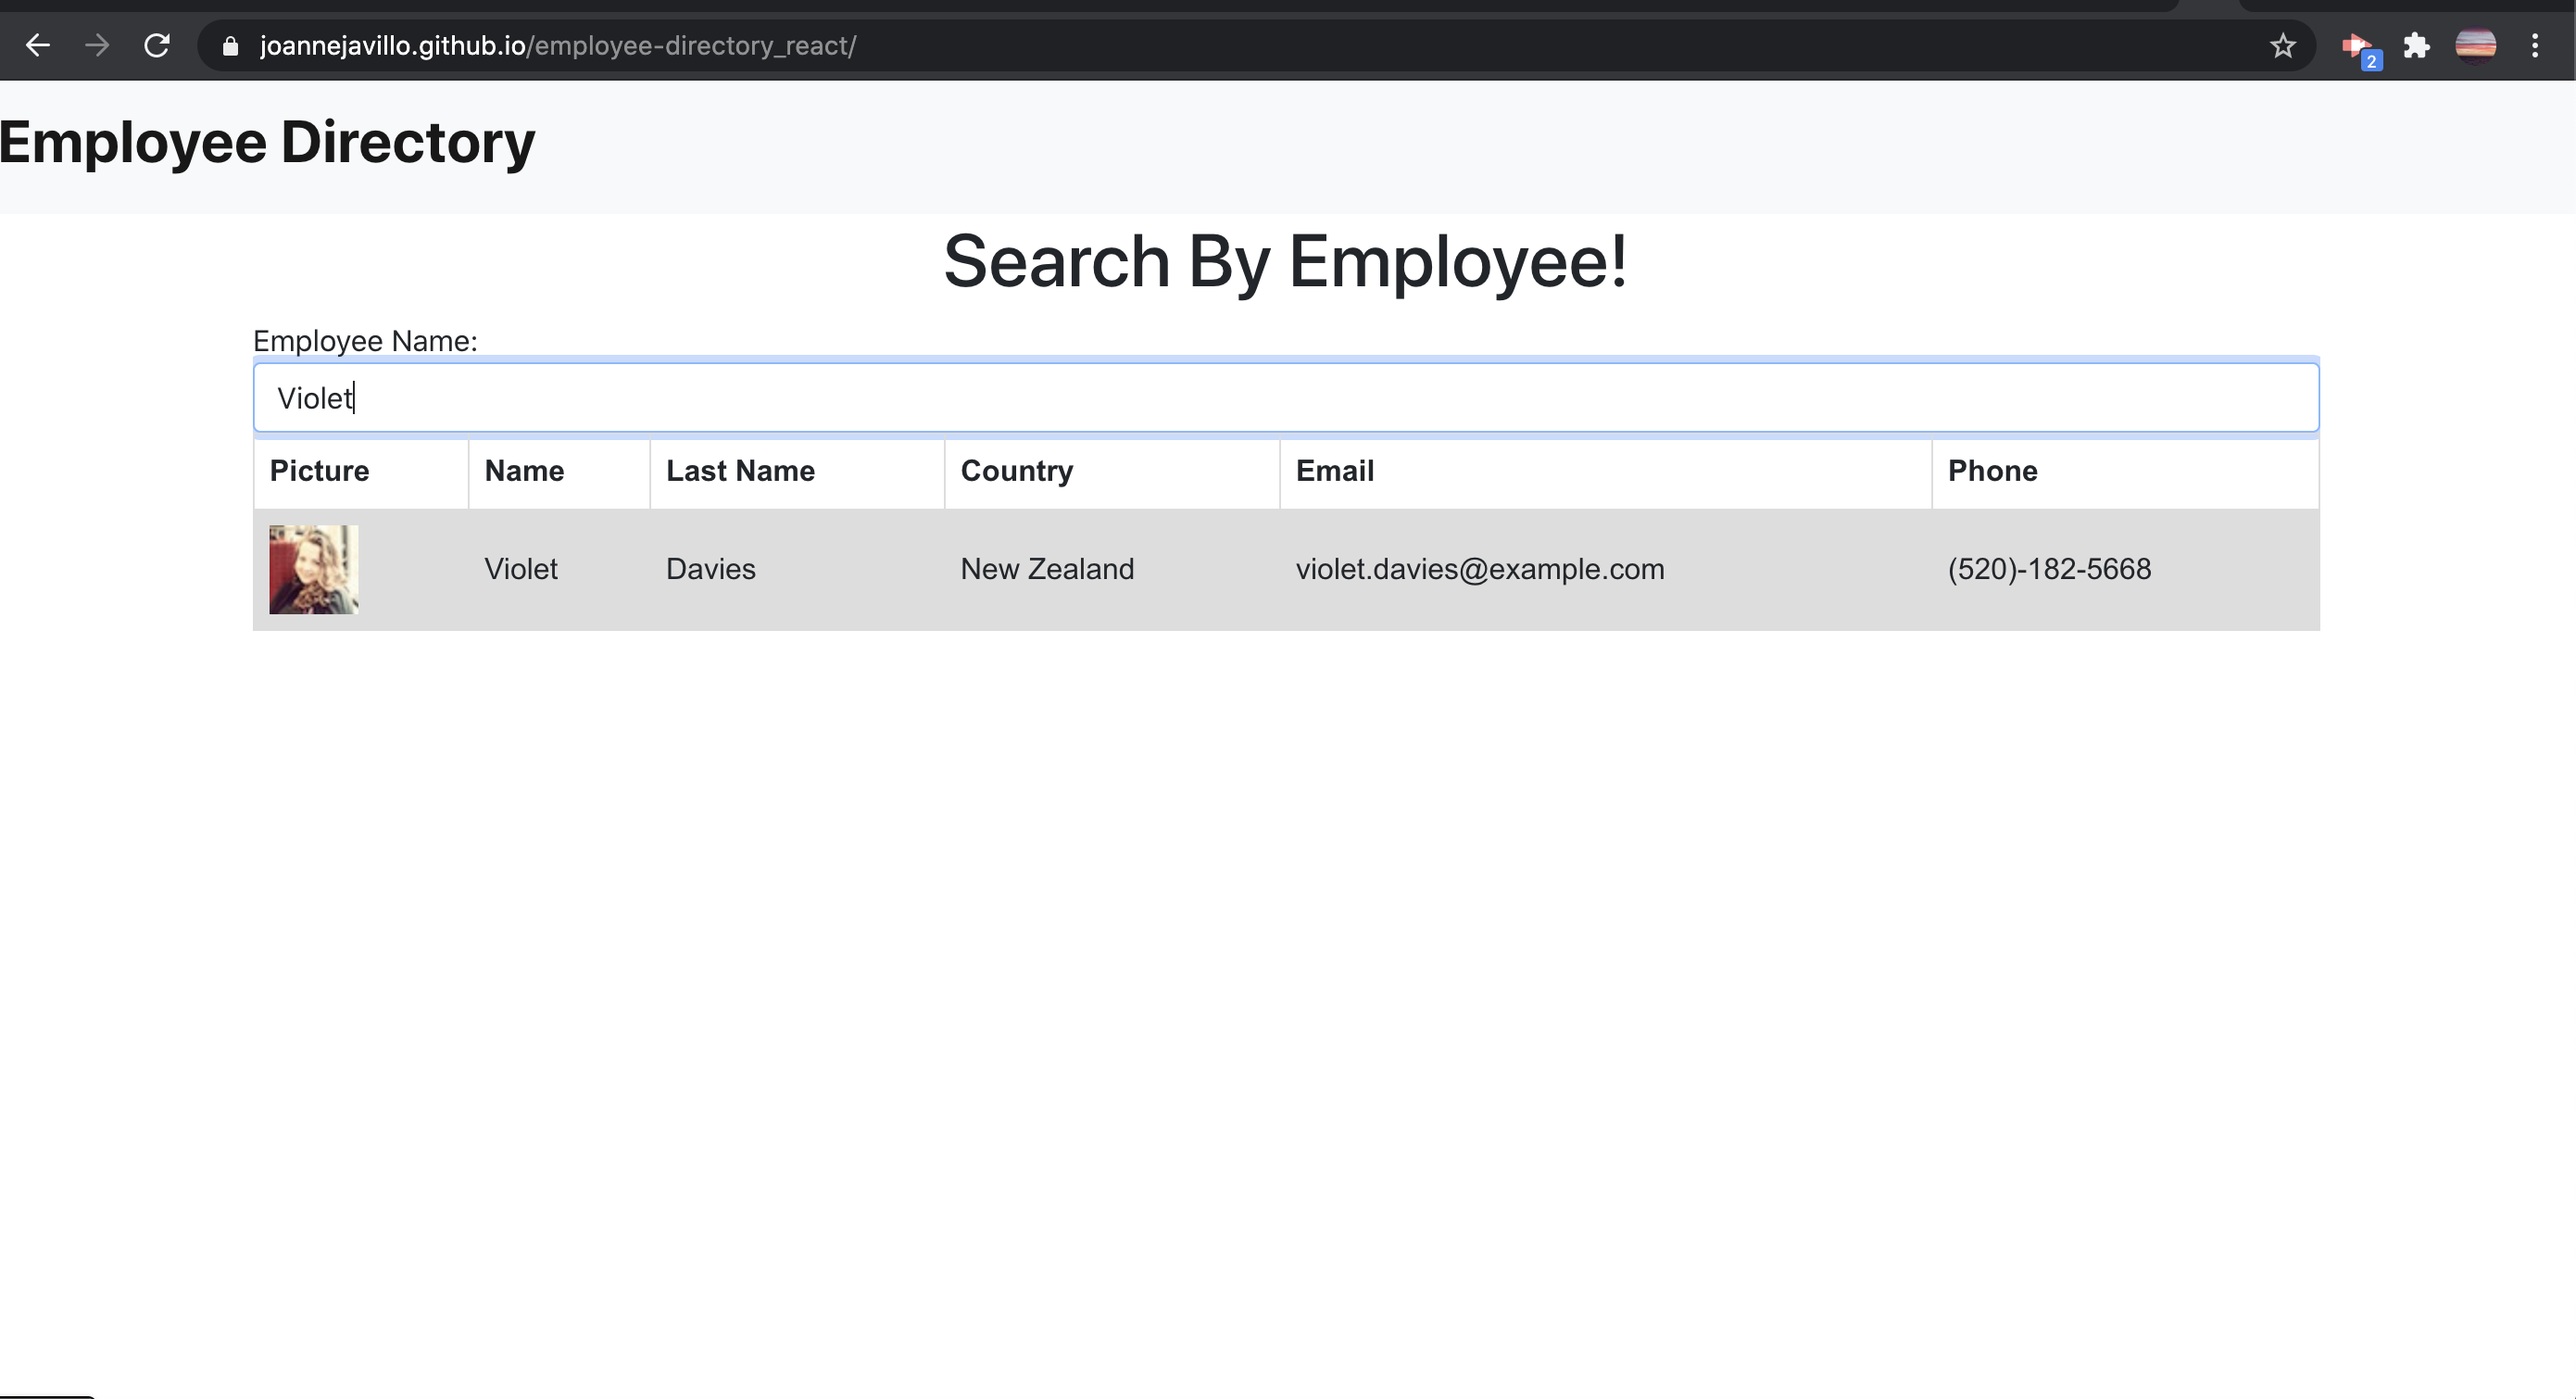 joannejavillo.github.io/employee-directory_react/
2
Employee Directory
Search By Employee!
Employee Name:
Violet
Picture Name Last Name Country Email Phone
Violet Davies New Zealand violet.davies@example.com (520)-182-5668